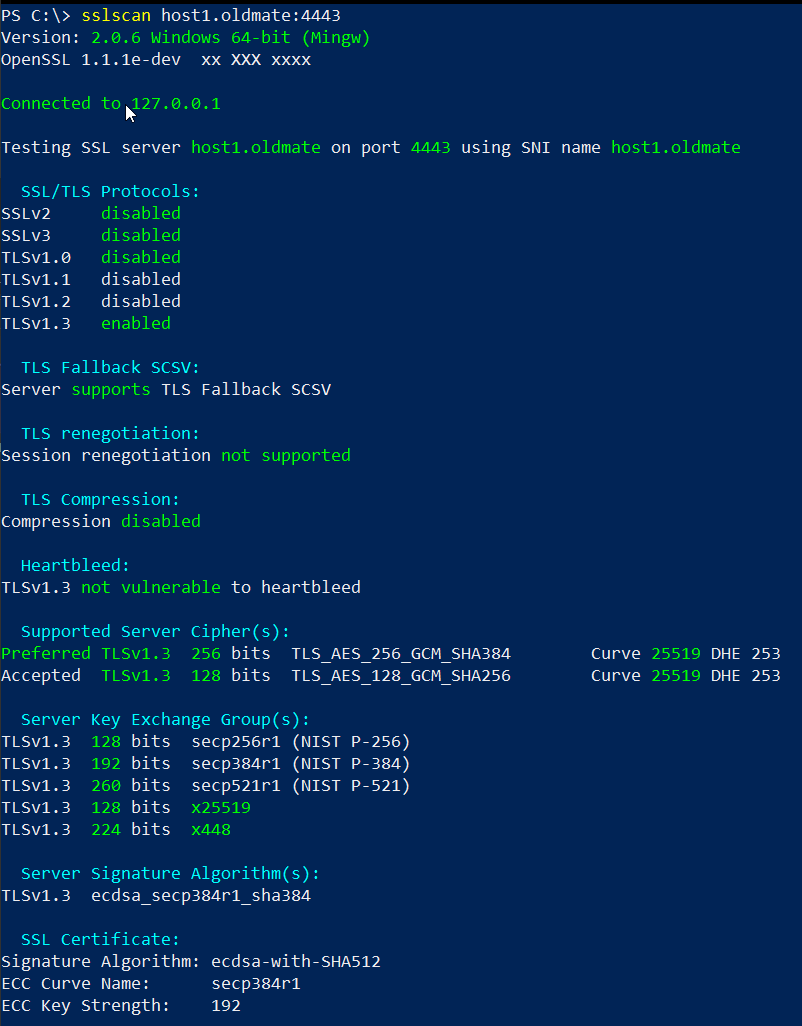 PS C:\> sslscan host1.oldmate:4443
Version: 2.0.6 Windows 64-bit (Mingw)
OpenSSL 1.1.1e-dev  xx XXX xxxx
Connected to 127.0.0.1
Testing SSL server host1.oldmate on port 4443 using SNI name host1.oldmate
SSL/TLS Protocols:
SSLv2     disabled
SSLv3     disabled
TLSv1.0   disabled
TLSv1.1   disabled
TLSv1.2   disabled
TLSv1.3   enabled
TLS Fallback SCSV:
Server supports TLS Fallback SCSV
TLS renegotiation:
Session renegotiation not supported
TLS Compression:
Compression disabled
Heartbleed:
TLSv1.3 not vulnerable to heartbleed
Supported Server Cipher(s):
Preferred TLSv1.3  256 bits  TLS_AES_256_GCM_SHA384        Curve 25519 DHE 253
Accepted  TLSv1.3  128 bits  TLS_AES_128_GCM_SHA256        Curve 25519 DHE 253
Server Key Exchange Group(s):
TLSv1.3  128 bits  secp256r1 (NIST P-256)
TLSv1.3  192 bits  secp384r1 (NIST P-384)
TLSv1.3  260 bits  secp521r1 (NIST P-521)
TLSv1.3  128 bits  x25519
TLSv1.3  224 bits  x448
Server Signature Algorithm(s):
TLSv1.3  ecdsa_secp384r1_sha384
SSL Certificate:
Signature Algorithm: ecdsa-with-SHA512
ECC Curve Name:      secp384r1
ECC Key Strength:    192